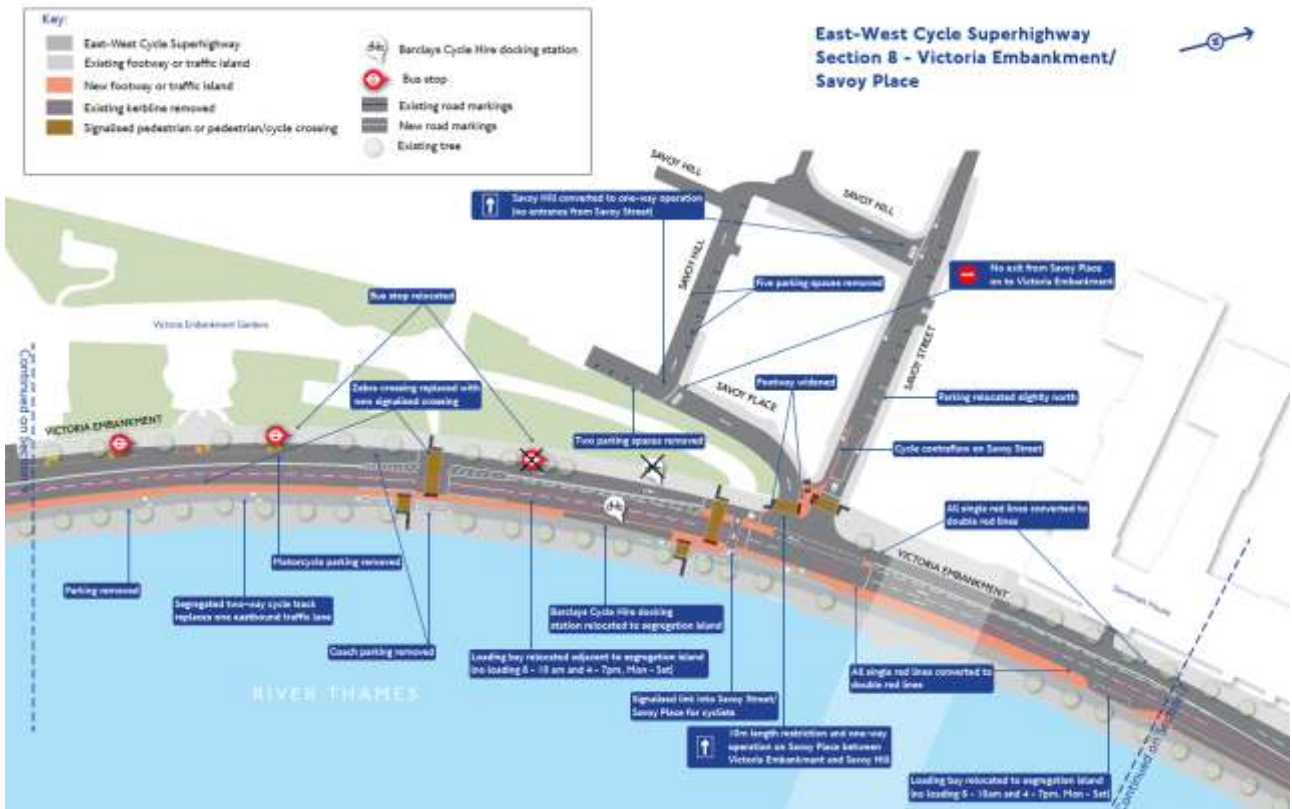 Key:
East-West Cycle Superhighway
Existing footway or traffic island
New footway or traffic island
Existing kerbline removed
Signalised pedestrian or pedestrian/cycle crossing
Barclays Cycle Hire docking station
Bus stop
Existing road markings
New road markings
Existing tree
East-West Cycle Superhighway
Section 8 - Victoria Embankment/
Savoy Place
N
SAVOY HILL
SAVOY HILL
SAVOY HILL
Savoy Hill converted to one-way operation
(no entrance from Savoy Street)
No exit from Savoy Place
on to Victoria Embankment
Five parking spaces removed
Bus stop relocated
Victoria Embankment Gardens
SAVOY STREET
Continued on Section
Zebra crossing replaced with
new signalised crossing
SAVOY PLACE
Footway widened
Parking relocated slightly north
VICTORIA EMBANKMENT
Two parking spaces removed
Cycle contraflow on Savoy Street
All single red lines converted to
double red lines
VICTORIA EMBANKMENT
Somerset House
Motorcycle parking removed
Parking removed
Segregated two-way cycle track
replaces one eastbound traffic lane
Coach parking removed
Barclays Cycle Hire docking
station relocated to segregation island
Loading bay relocated adjacent to segregation island
(no loading 8 - 10 am and 4 - 7pm, Mon - Sat)
All single red lines converted to
double red lines
RIVER THAMES
Signalised link into Savoy Street/
Savoy Place for cyclists
10m length restriction and one-way
operation on Savoy Place between
Victoria Embankment and Savoy Hill
Loading bay relocated to segregation island
(no loading 8 - 10am and 4 - 7pm, Mon - Sat)
Continued on Section